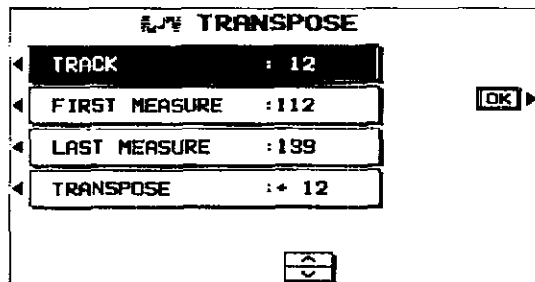 TRANSPOSE
TRACK : 12
FIRST MEASURE :112
OK
LAST MEASURE :139
TRANSPOSE :+ 12